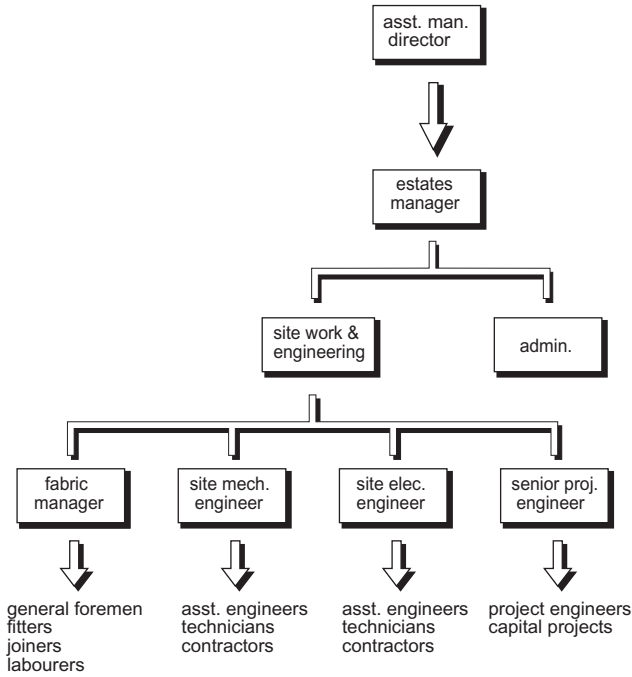 asst. man.
director
estates
manager
site work &
engineering
admin.
fabric
manager
site mech.
engineer
site elec.
engineer
senior proj.
engineer
general foremen
fitters
joiners
labourers
asst. engineers
technicians
contractors
asst. engineers
technicians
contractors
project engineers
capital projects